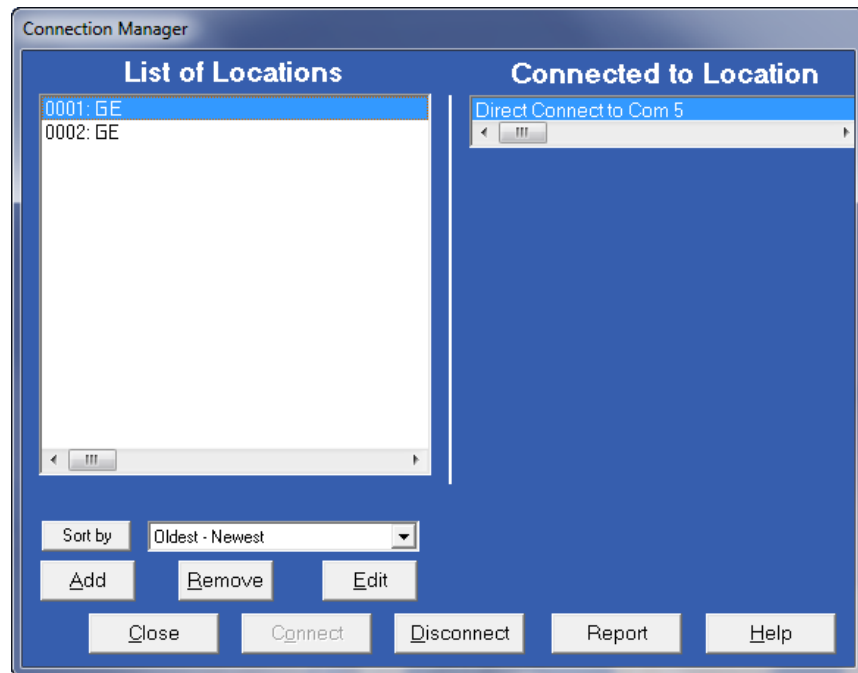 Connection Manager
List of Locations
Connected to Location
0001: GE
0002: GE
Direct Connect to Com 5
Sort by
Oldest - Newest
Add
Remove
Edit
Close
Connect
Disconnect
Report
Help